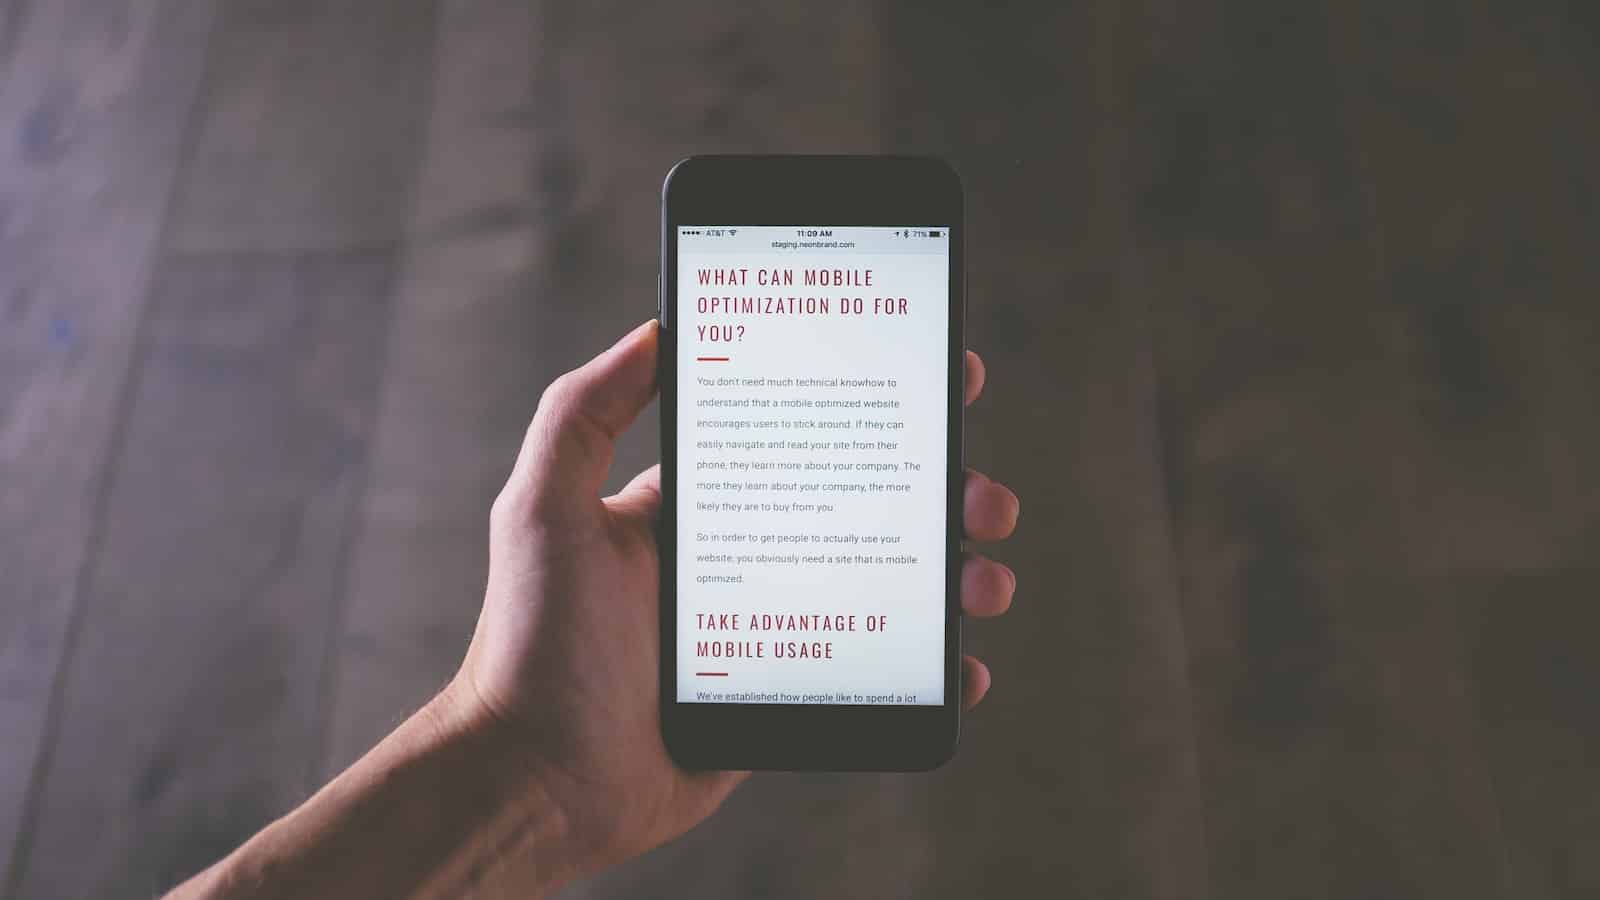 AT&T 11:09 AM 71%
staging.neonbrand.com
WHAT CAN MOBILE
OPTIMIZATION DO FOR
YOU?
You don't need much technical knowhow to
understand that a mobile optimized website
encourages users to stick around. If they can
easily navigate and read your site from their
phone, they learn more about your company. The
more they learn about your company, the more
likely they are to buy from you.
So in order to get people to actually use your
website, you obviously need a site that is mobile
optimized.
TAKE ADVANTAGE OF
MOBILE USAGE
We've established how people like to spend a lot